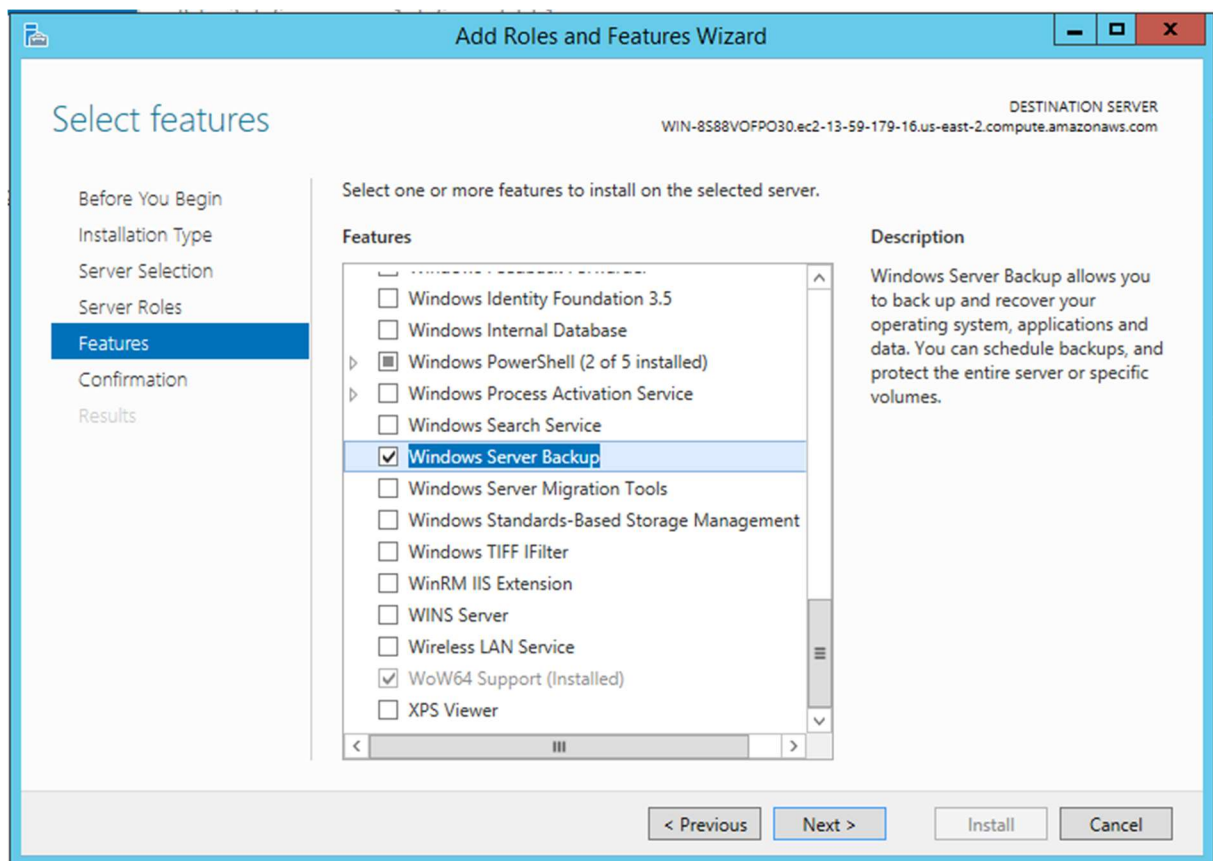 Add Roles and Features Wizard
Select features
DESTINATION SERVER
WIN-8S88VOFPO30.ec2-13-59-179-16.us-east-2.compute.amazonaws.com
Before You Begin
Installation Type
Server Selection
Server Roles
Features
Confirmation
Results
Select one or more features to install on the selected server.
Features
Windows Identity Foundation 3.5
Windows Internal Database
Windows PowerShell (2 of 5 installed)
Windows Process Activation Service
Windows Search Service
Windows Server Backup
Windows Server Migration Tools
Windows Standards-Based Storage Management
Windows TIFF IFilter
WinRM IIS Extension
WINS Server
Wireless LAN Service
WoW64 Support (Installed)
XPS Viewer
Description
Windows Server Backup allows you
to back up and recover your
operating system, applications and
data. You can schedule backups, and
protect the entire server or specific
volumes.
< Previous
Next >
Install
Cancel